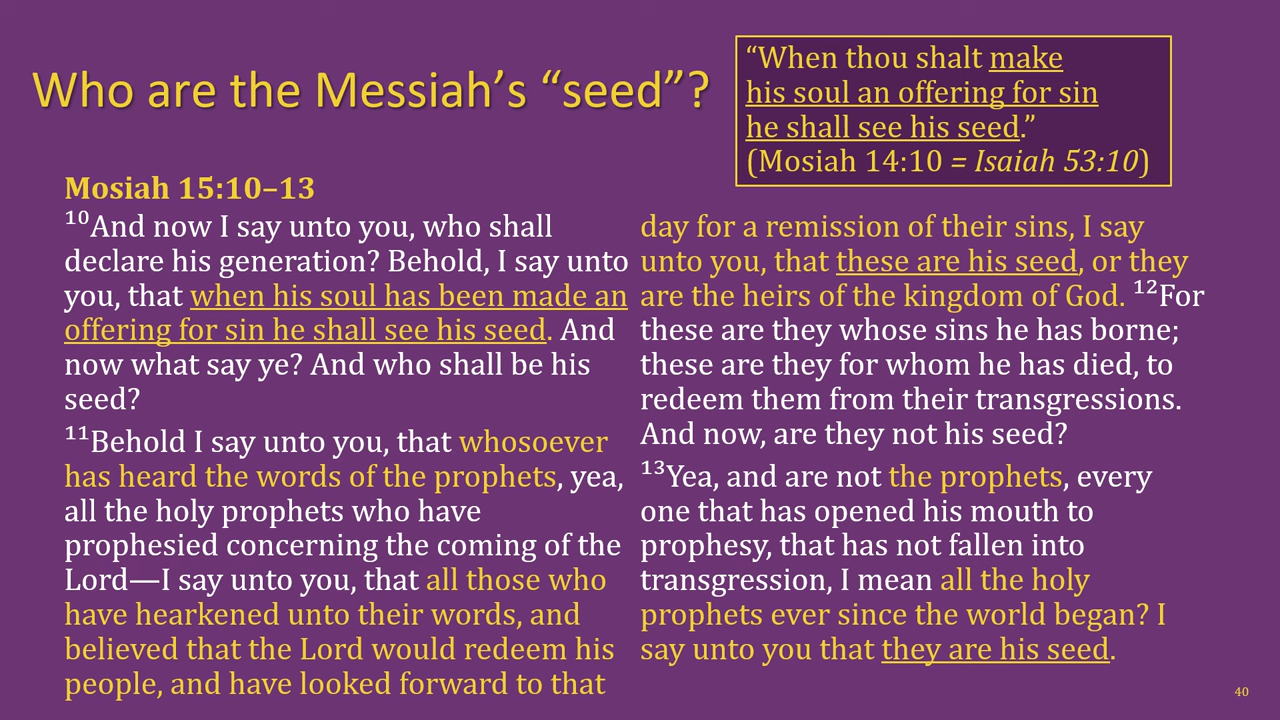 Who are the Messiah’s “seed”?
“When thou shalt make
his soul an offering for sin
he shall see his seed.”
(Mosiah 14:10 = Isaiah 53:10)
Mosiah 15:10–13
¹⁰And now I say unto you, who shall
declare his generation? Behold, I say unto
you, that when his soul has been made an
offering for sin he shall see his seed. And
now what say ye? And who shall be his
seed?
¹¹Behold I say unto you, that whosoever
has heard the words of the prophets, yea,
all the holy prophets who have
prophesied concerning the coming of the
Lord—I say unto you, that all those who
have hearkened unto their words, and
believed that the Lord would redeem his
people, and have looked forward to that
day for a remission of their sins, I say
unto you, that these are his seed, or they
are the heirs of the kingdom of God. ¹²For
these are they whose sins he has borne;
these are they for whom he has died, to
redeem them from their transgressions.
And now, are they not his seed?
¹³Yea, and are not the prophets, every
one that has opened his mouth to
prophesy, that has not fallen into
transgression, I mean all the holy
prophets ever since the world began? I
say unto you that they are his seed.
40